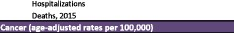 Hospitalizations
Deaths, 2015
Cancer (age-adjusted rates per 100,000)